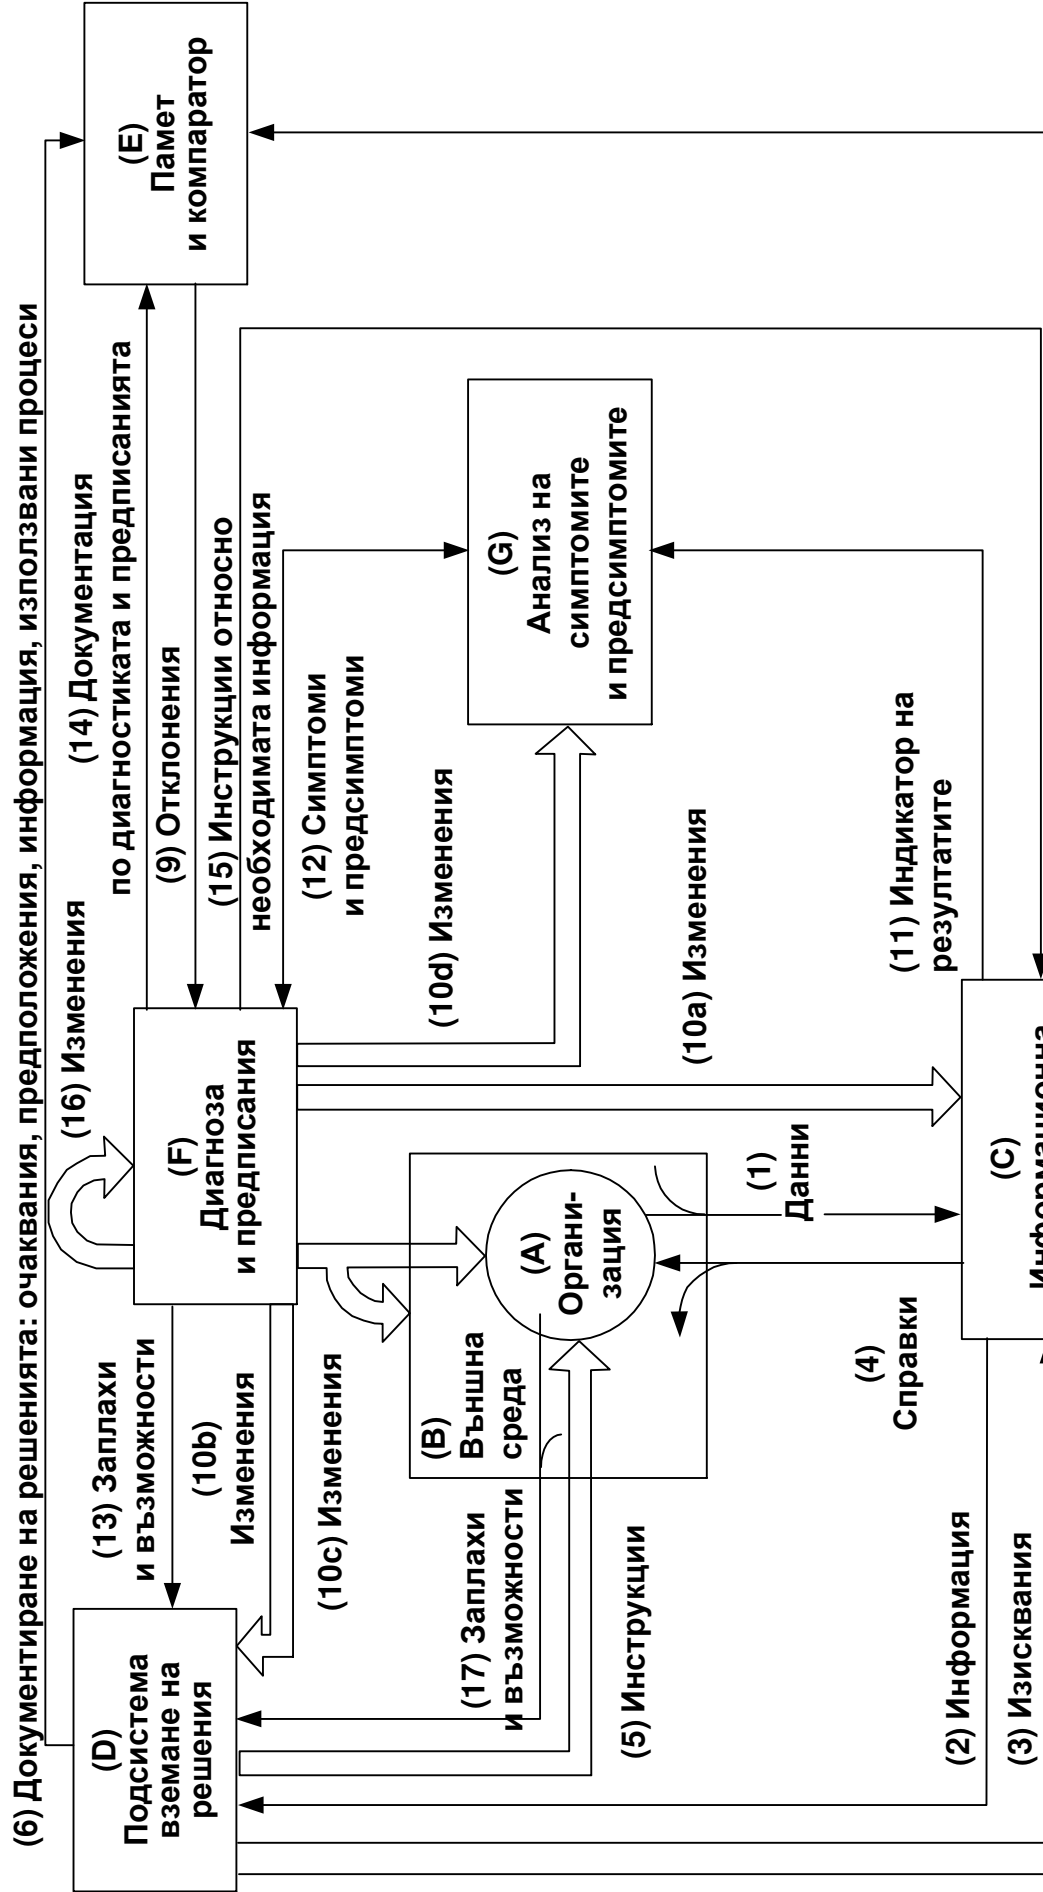 (6) Документиране на решенията: очаквания, предположения, информация, използвани процеси
(D)
Подсистема
вземане на
решения
(13) Заплахи
и възможности
(10b)
Изменения
(16) Изменения
(F)
Диагноза
и предписания
(14) Документация
по диагностиката и предписанията
(9) Отклонения
(15) Инструкции относно
необходимата информация
(12) Симптоми
и предсимптоми
(E)
Памет
и компаратор
(10c) Изменения
(10d) Изменения
(G)
Анализ на
симптомите
и предсимптомите
(B)
Външна
среда
(A)
Органи-
зация
(17) Заплахи
и възможности
(5) Инструкции
(10a) Изменения
(1)
Данни
(4)
Справки
(11) Индикатор на
резултатите
(2) Информация
(3) Изисквания
(C)
Информационна